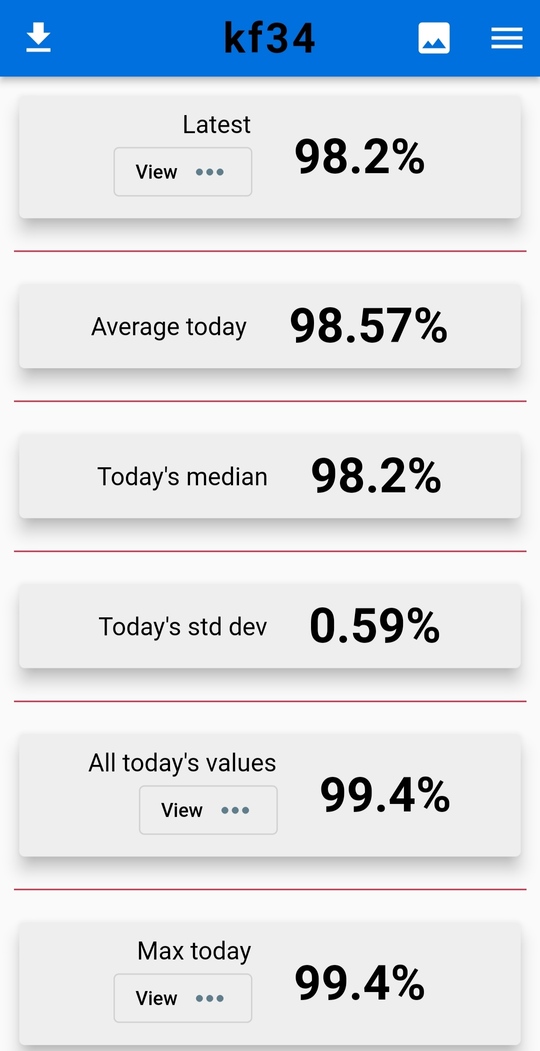 kf34
Latest
View
98.2%
Average today
98.57%
Today's median
98.2%
Today's std dev
0.59%
All today's values
View
99.4%
Max today
View
99.4%